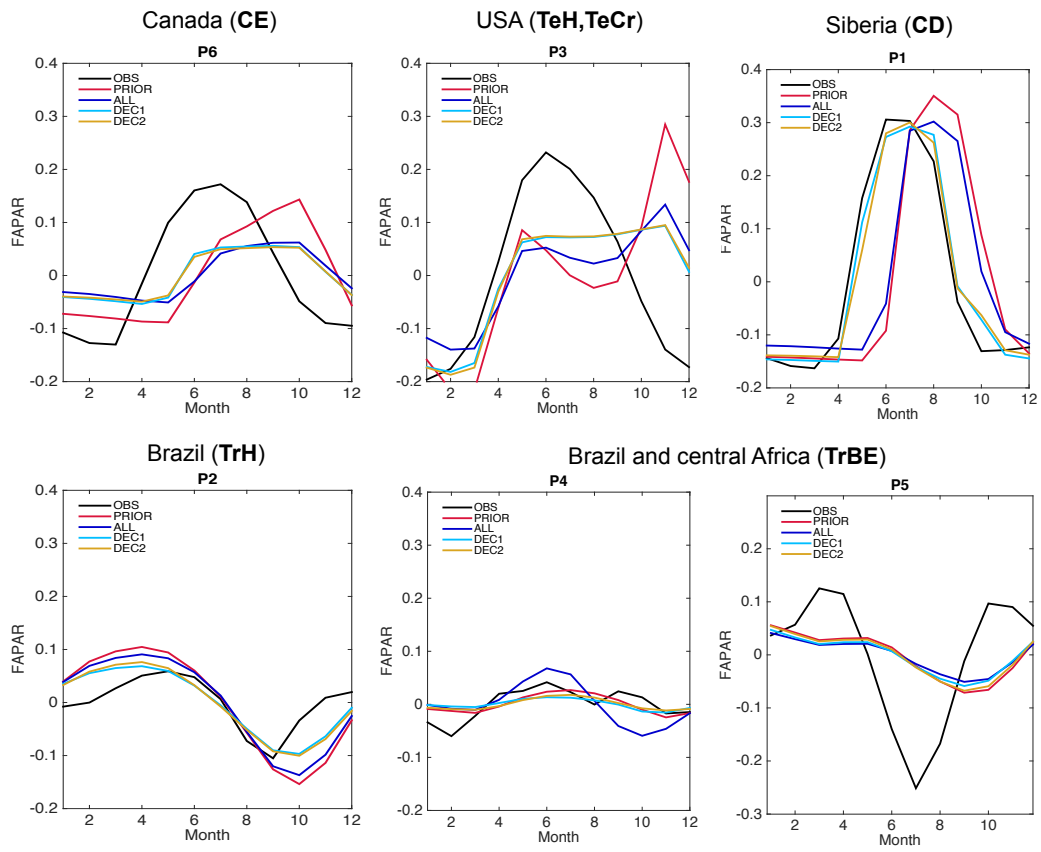 Canada (CE)
P6
0.4
0.3
0.2
0.1
0
-0.1
-0.2
FAPAR
OBS
PRIOR
ALL
DEC1
DEC2
2 4 6 8 10 12
Month
USA (TeH,TeCr)
P3
0.4
0.3
0.2
0.1
0
-0.1
-0.2
FAPAR
OBS
PRIOR
ALL
DEC1
DEC2
2 4 6 8 10 12
Month
Siberia (CD)
P1
0.4
0.3
0.2
0.1
0
-0.1
-0.2
FAPAR
OBS
PRIOR
ALL
DEC1
DEC2
2 4 6 8 10 12
Month
Brazil (TrH)
P2
0.4
0.3
0.2
0.1
0
-0.1
-0.2
FAPAR
OBS
PRIOR
ALL
DEC1
DEC2
2 4 6 8 10 12
Month
Brazil and central Africa (TrBE)
P4
0.4
0.3
0.2
0.1
0
-0.1
-0.2
FAPAR
OBS
PRIOR
ALL
DEC1
DEC2
2 4 6 8 10 12
Month
P5
0.3
0.2
0.1
0
-0.1
-0.2
-0.3
FAPAR
OBS
PRIOR
ALL
DEC1
DEC2
2 4 6 8 10
Month